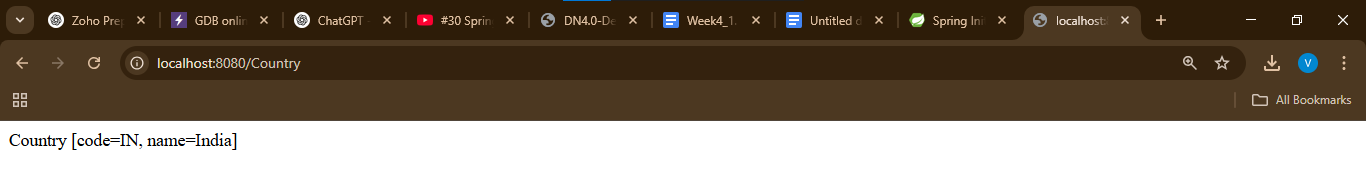 Zoho Prep
GDB onlin
ChatGPT -
#30 Sprin
DN4.0-De
Week4_1.
Untitled d
Spring Init
localhost:
localhost:8080/Country
V
All Bookmarks
Country [code=IN, name=India]